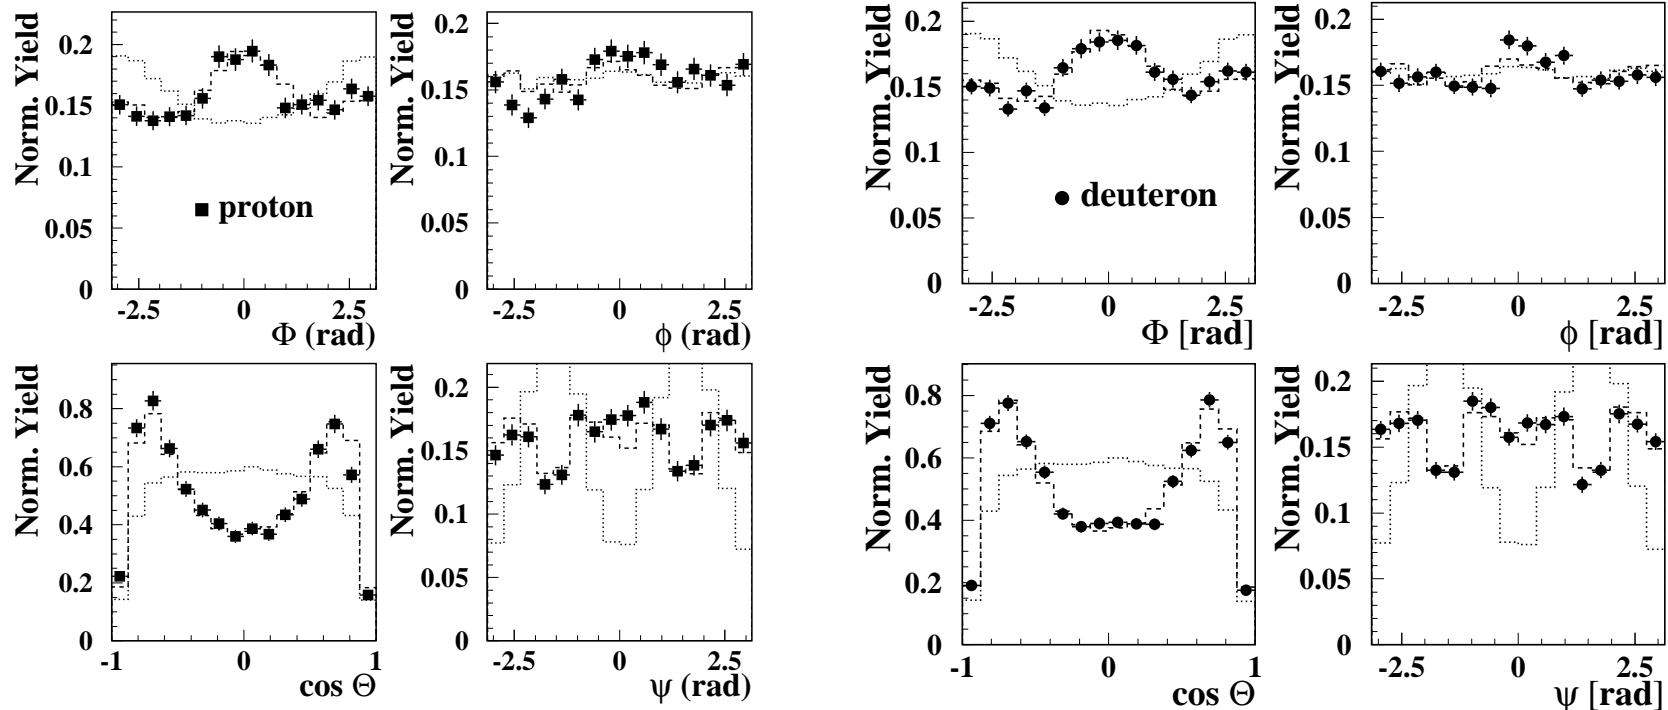 Norm. Yield
0.2
0.15
0.1
0.05
0
proton
-2.5 0 2.5
Φ (rad)
Norm. Yield
0.2
0.15
0.1
0.05
0
-2.5 0 2.5
ϕ (rad)
Norm. Yield
0.2
0.15
0.1
0.05
0
deuteron
-2.5 0 2.5
Φ [rad]
Norm. Yield
0.2
0.15
0.1
0.05
0
-2.5 0 2.5
ϕ [rad]
Norm. Yield
0.8
0.6
0.4
0.2
0
-1 0 1
cos Θ
Norm. Yield
0.2
0.15
0.1
0.05
0
-2.5 0 2.5
ψ (rad)
Norm. Yield
0.8
0.6
0.4
0.2
0
-1 0 1
cos Θ
Norm. Yield
0.2
0.15
0.1
0.05
0
-2.5 0 2.5
ψ [rad]